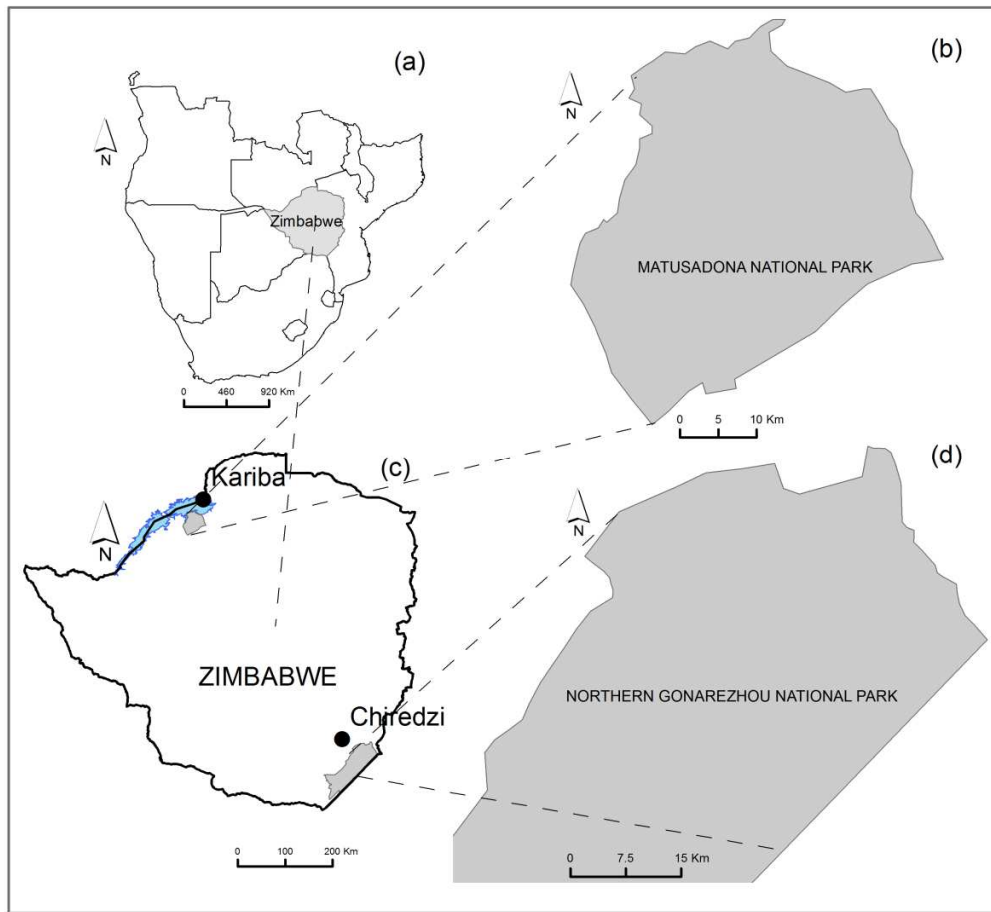 (a)
N
Zimbabwe
0 460 920 Km
(b)
N
MATUSADONA NATIONAL PARK
0 5 10 Km
(c)
Kariba
N
ZIMBABWE
Chiredzi
0 100 200 Km
(d)
N
NORTHERN GONAREZHOU NATIONAL PARK
0 7.5 15 Km